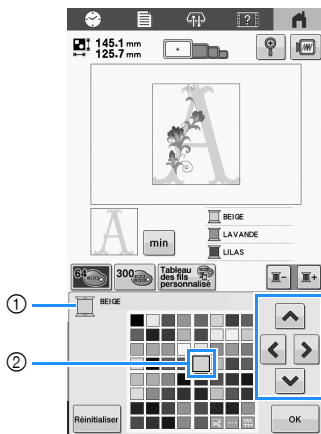 145.1 mm
125.7 mm
min
BEIGE
LAVANDE
LILAS
64
300
Tableau
des fils
personnalisé
① BEIGE
②
Réinitialiser
OK